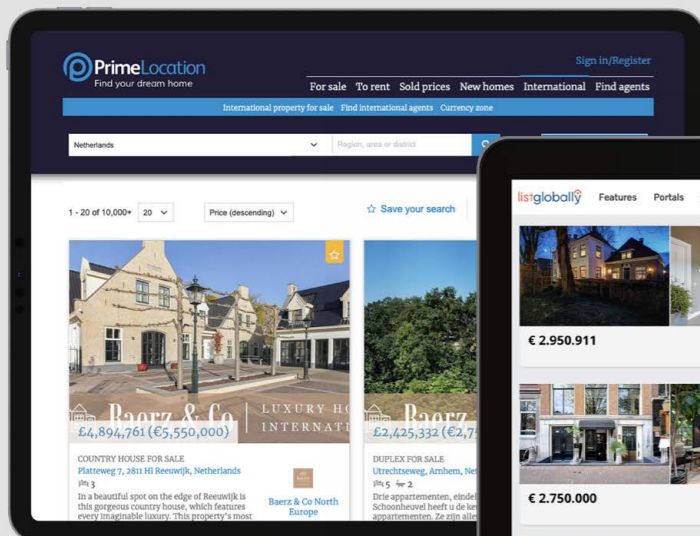 PrimeLocation
Find your dream home
Sign in/Register
For sale To rent Sold prices New homes International Find agents
International property for sale Find international agents Currency zone
Netherlands
Region, area or district
1 - 20 of 10,000+ 20 Price (descending) Save your search
Baerz & Co LUXURY HO
INTERNATI
£4,894,761 (€5,550,000)
COUNTRY HOUSE FOR SALE
Platteweg 7, 2811 Hl Reeuwijk, Netherlands
3
In a beautiful spot on the edge of Reeuwijk is
this gorgeous country house, which features
every imaginable luxury. This property's most
Baerz & Co North
Europe
Baerz
£2,425,332 (€2,7
DUPLEX FOR SALE
Utrechtseweg, Arnhem, Net
5 2
Drie appartementen, eindel
Schoonheuvel heeft u de ke
appartementen. Ze zijn alle
listglobally Features Portals
€ 2.950.911
€ 2.750.000